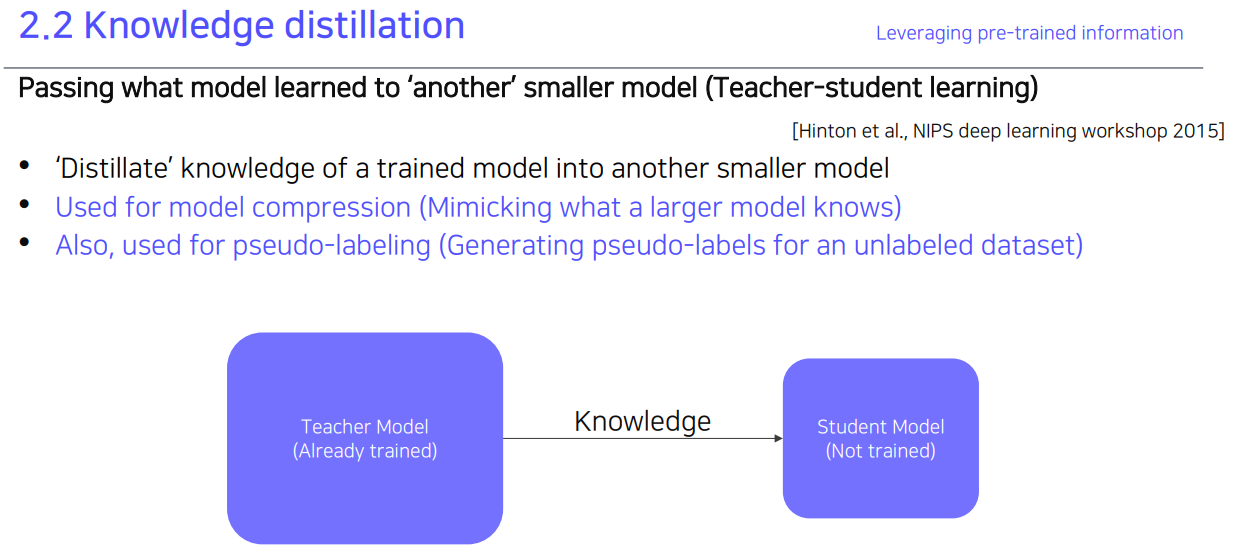 2.2 Knowledge distillation
Leveraging pre-trained information
Passing what model learned to ‘another’ smaller model (Teacher-student learning)
[Hinton et al., NIPS deep learning workshop 2015]
• ‘Distillate’ knowledge of a trained model into another smaller model
• Used for model compression (Mimicking what a larger model knows)
• Also, used for pseudo-labeling (Generating pseudo-labels for an unlabeled dataset)
Teacher Model
(Already trained)
Knowledge
Student Model
(Not trained)